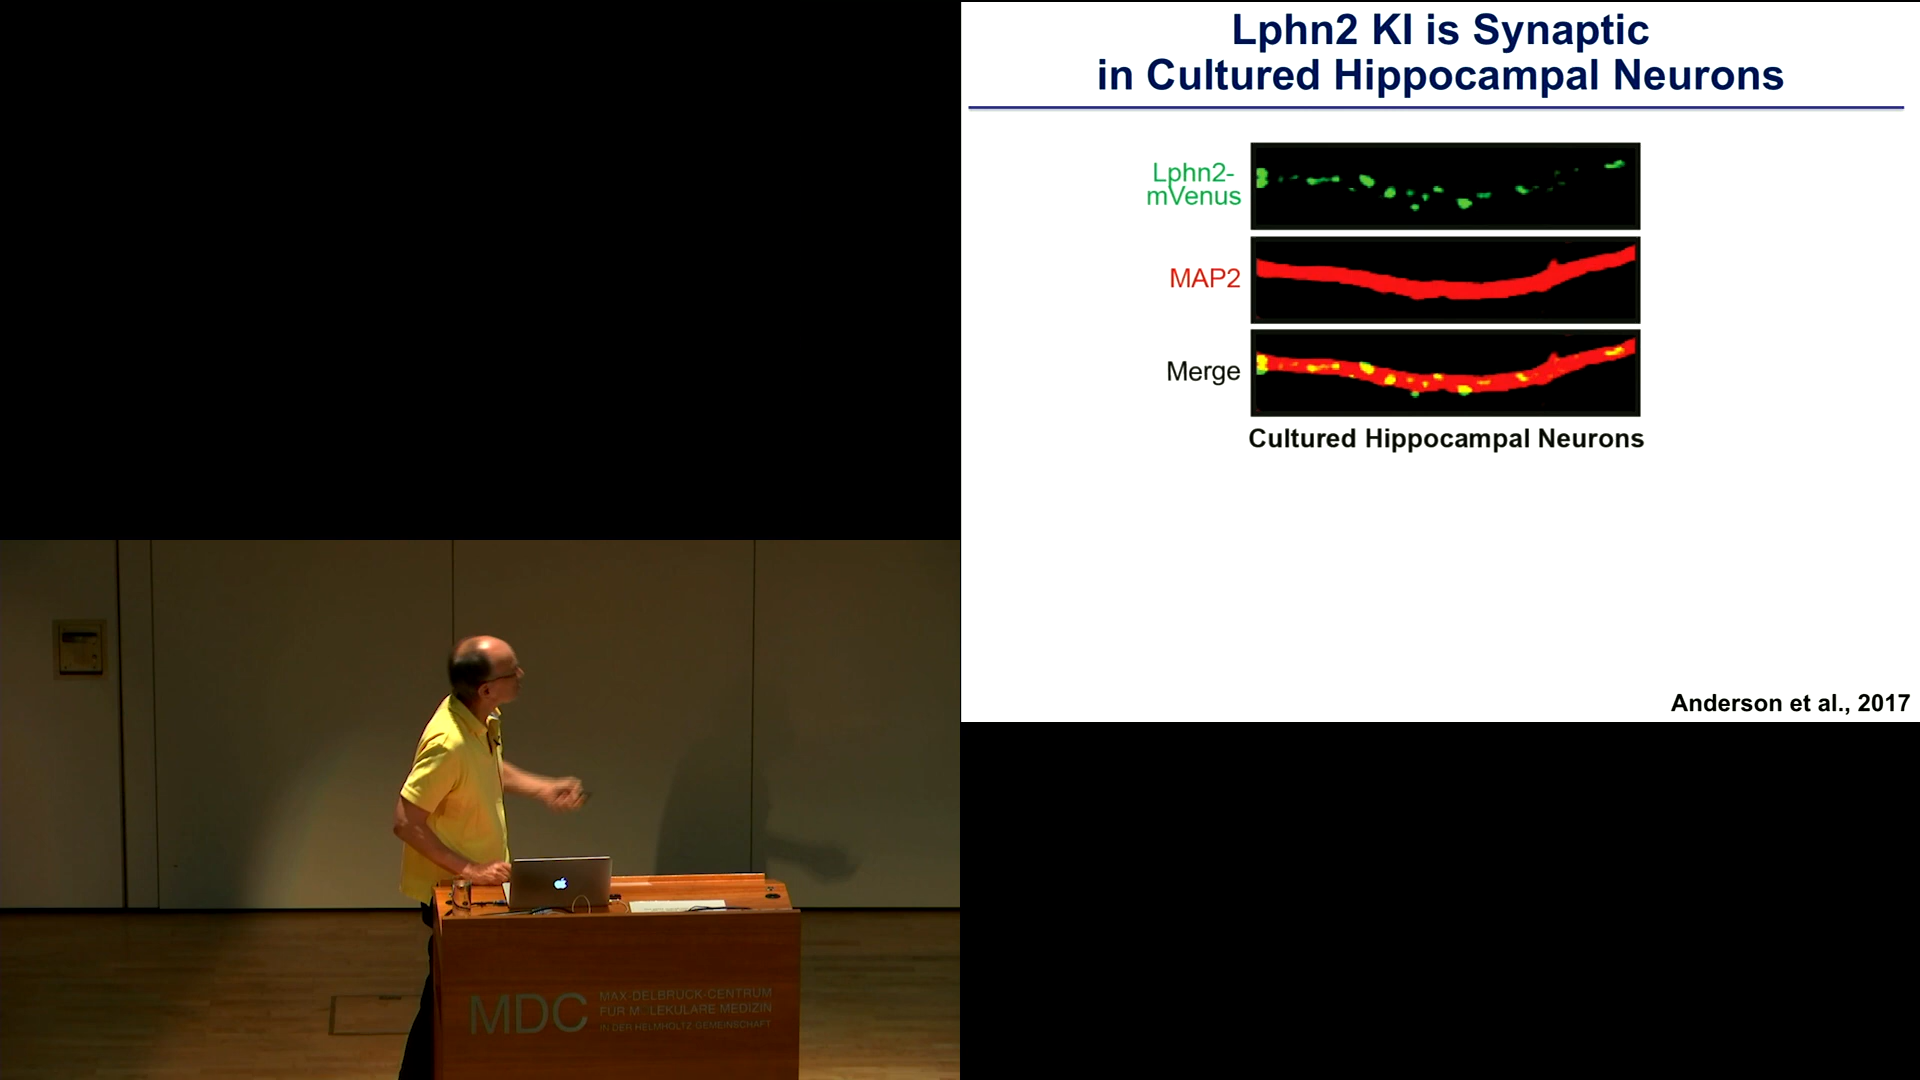 Lphn2 KI is Synaptic
in Cultured Hippocampal Neurons
Lphn2-
mVenus
MAP2
Merge
Cultured Hippocampal Neurons
Anderson et al., 2017
MDC
MAX-DELBRÜCK-CENTRUM
FÜR M LEKULARE MEDIZIN
IN DER HELMHOLTZ-GEMEINSCHAFT